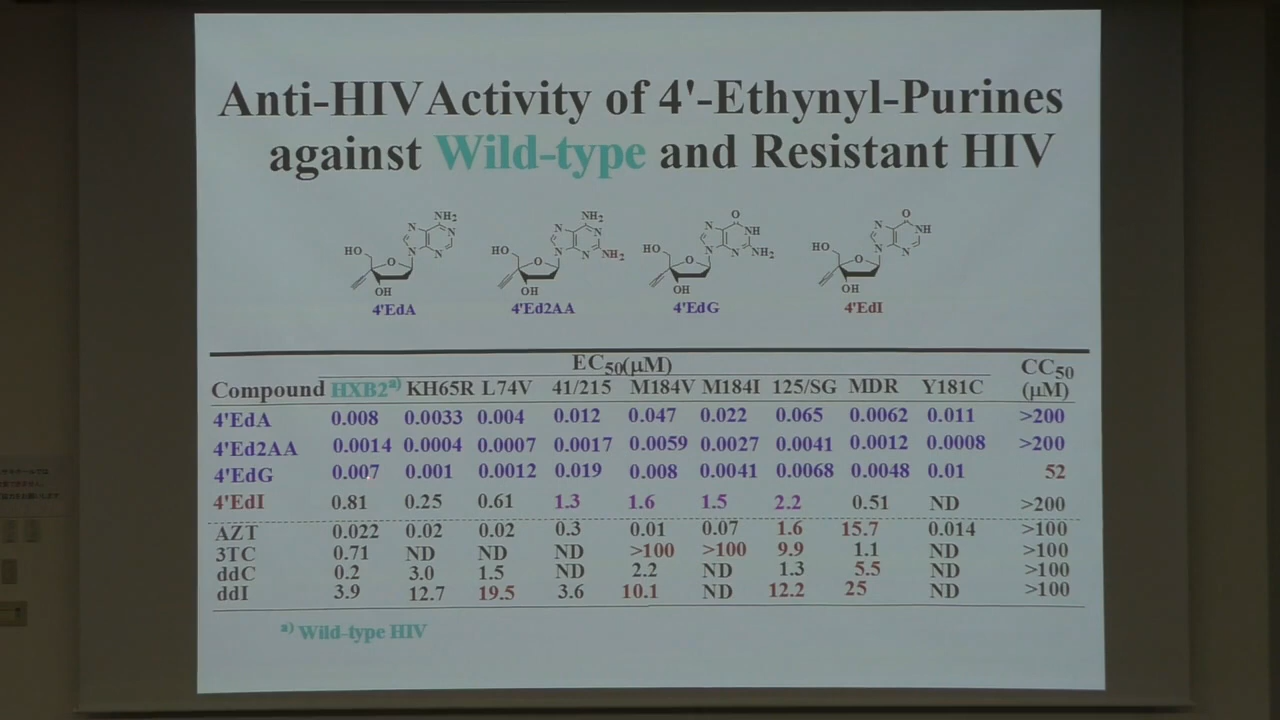 Anti-HIV Activity of 4'-Ethynyl-Purines
against Wild-type and Resistant HIV
NH2 N N N N HO O OH
NH2 N N N N NH2 HO O OH
O N NH N N NH2 HO O OH
O N NH N N HO O OH
4'EdA 4'Ed2AA 4'EdG 4'EdI
EC50(μM) CC50
Compound HXB2a) KH65R L74V 41/215 M184V M184I 125/SG MDR Y181C (μM)
4'EdA 0.008 0.0033 0.004 0.012 0.047 0.022 0.065 0.0062 0.011 >200
4'Ed2AA 0.0014 0.0004 0.0007 0.0017 0.0059 0.0027 0.0041 0.0012 0.0008 >200
4'EdG 0.007 0.001 0.0012 0.019 0.008 0.0041 0.0068 0.0048 0.01 52
4'EdI 0.81 0.25 0.61 1.3 1.6 1.5 2.2 0.51 ND >200
AZT 0.022 0.02 0.02 0.3 0.01 0.07 1.6 15.7 0.014 >100
3TC 0.71 ND ND ND >100 >100 9.9 1.1 ND >100
ddC 0.2 3.0 1.5 ND 2.2 ND 1.3 5.5 ND >100
ddI 3.9 12.7 19.5 3.6 10.1 ND 12.2 25 ND >100
a) Wild-type HIV